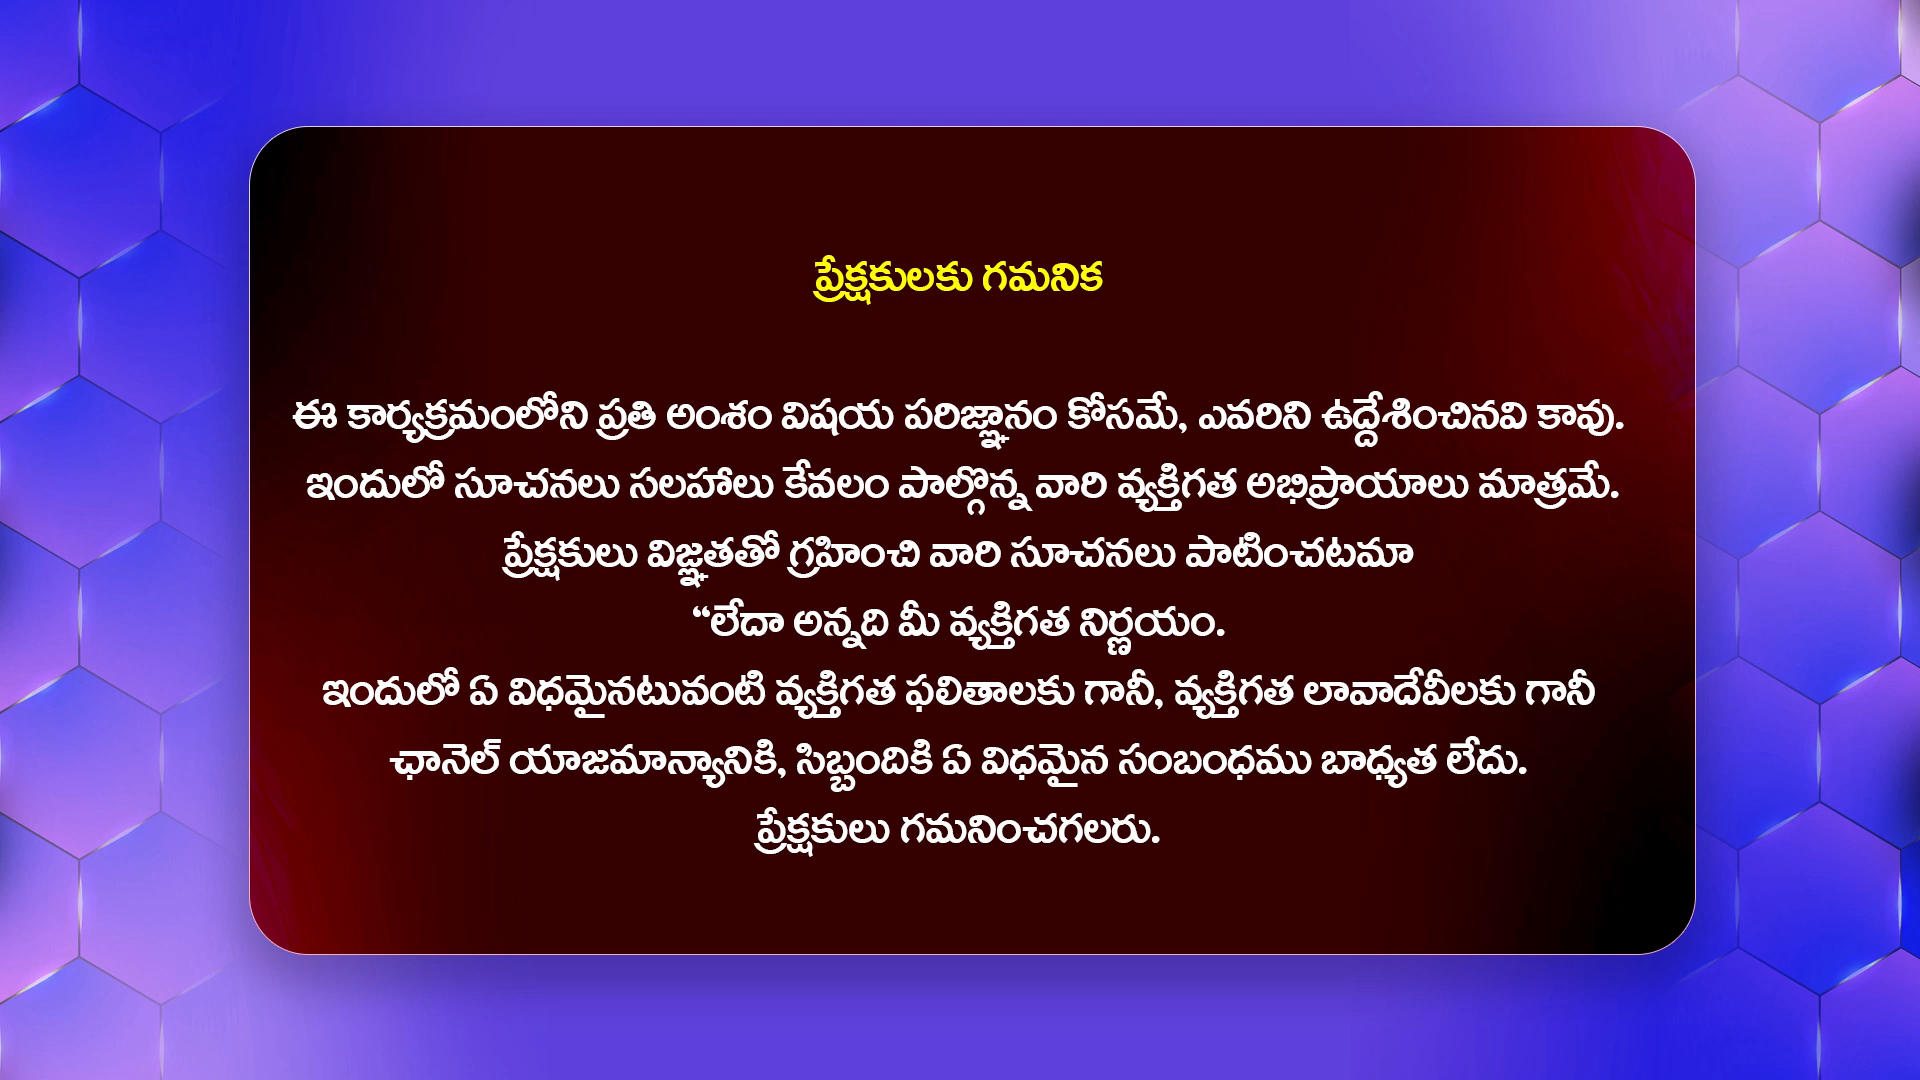 ప్రేక్షకులకు గమనిక
ఈ కార్యక్రమంలోని ప్రతి అంశం విషయ పరిజ్ఞానం కోసమే, ఎవరిని ఉద్దేశించినవి కావు.
ఇందులో సూచనలు సలహాలు కేవలం పాల్గొన్న వారి వ్యక్తిగత అభిప్రాయాలు మాత్రమే.
ప్రేక్షకులు విజ్ఞతతో గ్రహించి వారి సూచనలు పాటించటమా
“లేదా అన్నది మీ వ్యక్తిగత నిర్ణయం.
ఇందులో ఏ విధమైనటువంటి వ్యక్తిగత ఫలితాలకు గానీ, వ్యక్తిగత లావాదేవీలకు గానీ
ఛానెల్ యాజమాన్యానికి, సిబ్బందికి ఏ విధమైన సంబంధము బాధ్యత లేదు.
ప్రేక్షకులు గమనించగలరు.